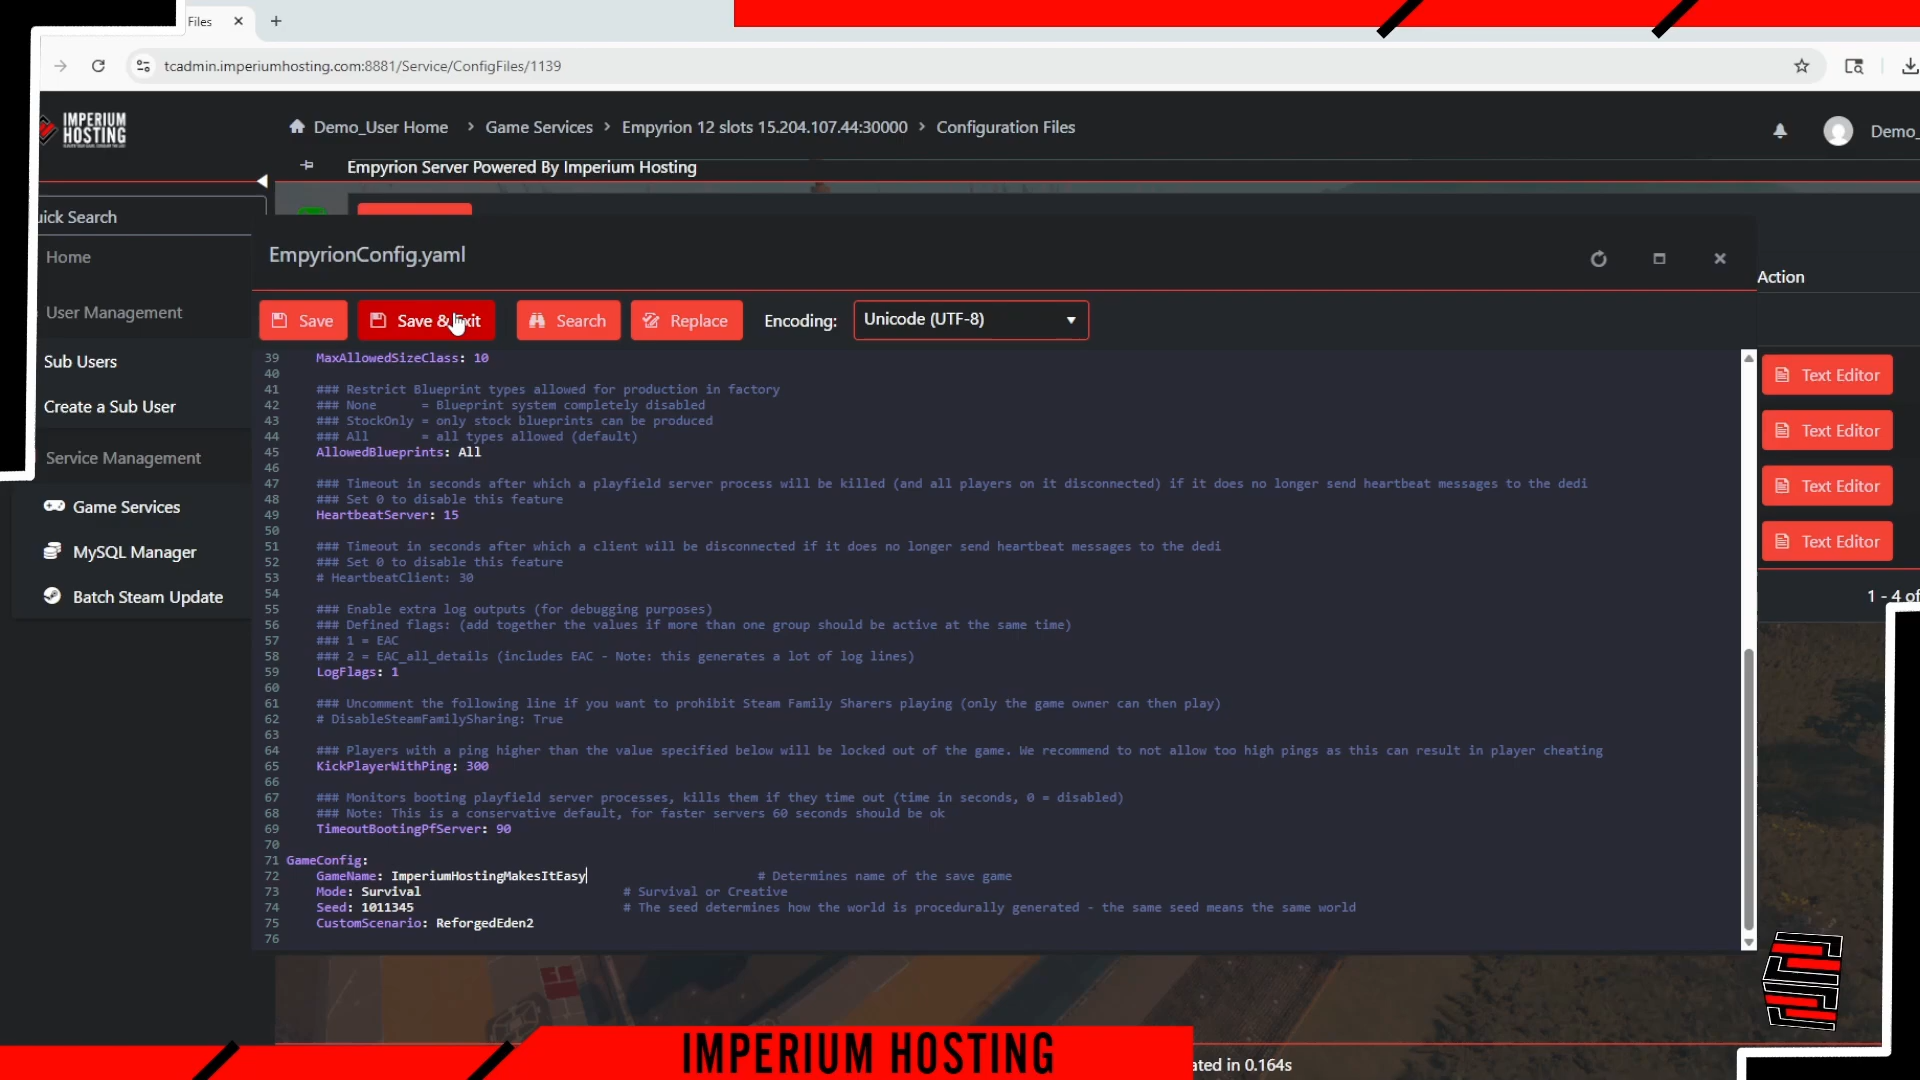 Files
tcadmin.imperiumhosting.com:8881/Service/ConfigFiles/1139
IMPERIUM
HOSTING
Demo_User Home > Game Services > Empyrion 12 slots 15.204.107.44:30000 > Configuration Files
Demo_
Empyrion Server Powered By Imperium Hosting
uick Search
Home
User Management
Sub Users
Create a Sub User
Service Management
Game Services
MySQL Manager
Batch Steam Update
EmpyrionConfig.yaml
Save
Save & Exit
Search
Replace
Encoding:
Unicode (UTF-8)
39 MaxAllowedSizeClass: 10
40
41 ### Restrict Blueprint types allowed for production in factory
42 ### None = Blueprint system completely disabled
43 ### StockOnly = only stock blueprints can be produced
44 ### All = all types allowed (default)
45 AllowedBlueprints: All
46
47 ### Timeout in seconds after which a playfield server process will be killed (and all players on it disconnected) if it does no longer send heartbeat messages to the dedi
48 ### Set 0 to disable this feature
49 HeartbeatServer: 15
50
51 ### Timeout in seconds after which a client will be disconnected if it does no longer send heartbeat messages to the dedi
52 ### Set 0 to disable this feature
53 # HeartbeatClient: 30
54
55 ### Enable extra log outputs (for debugging purposes)
56 ### Defined flags: (add together the values if more than one group should be active at the same time)
57 ### 1 = EAC
58 ### 2 = EAC_all_details (includes EAC - Note: this generates a lot of log lines)
59 LogFlags: 1
60
61 ### Uncomment the following line if you want to prohibit Steam Family Sharers playing (only the game owner can then play)
62 # DisableSteamFamilySharing: True
63
64 ### Players with a ping higher than the value specified below will be locked out of the game. We recommend to not allow too high pings as this can result in player cheating
65 KickPlayerWithPing: 300
66
67 ### Monitors booting playfield server processes, kills them if they time out (time in seconds, 0 = disabled)
68 ### Note: This is a conservative default, for faster servers 60 seconds should be ok
69 TimeoutBootingPfServer: 90
70
71 GameConfig:
72 GameName: ImperiumHostingMakesItEasy # Determines name of the save game
73 Mode: Survival # Survival or Creative
74 Seed: 1011345 # The seed determines how the world is procedurally generated - the same seed means the same world
75 CustomScenario: ReforgedEden2
76
Action
Text Editor
Text Editor
Text Editor
Text Editor
1 - 4 of
IMPERIUM HOSTING
ated in 0.164s